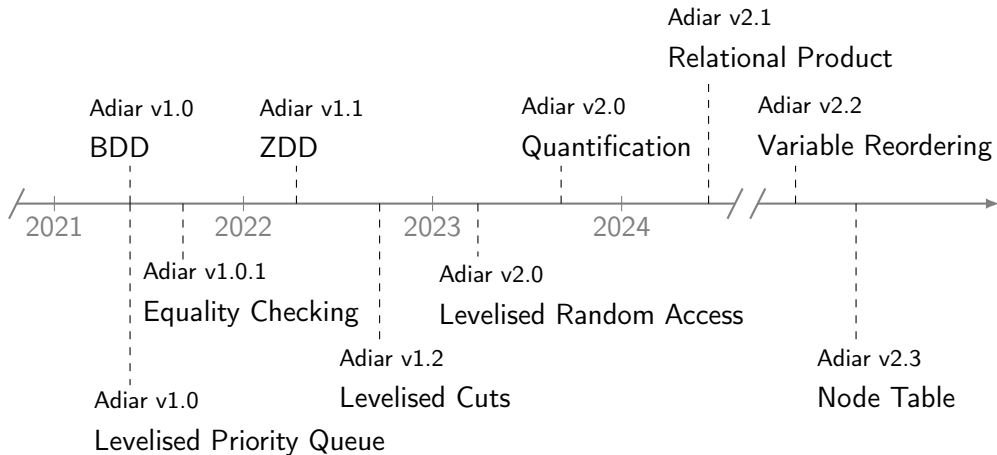 Adiar v2.1
Relational Product
Adiar v1.0
BDD
Adiar v1.1
ZDD
Adiar v2.0
Quantification
Adiar v2.2
Variable Reordering
2021
2022
2023
2024
Adiar v1.0.1
Equality Checking
Adiar v2.0
Levelised Random Access
Adiar v1.2
Levelised Cuts
Adiar v2.3
Node Table
Adiar v1.0
Levelised Priority Queue